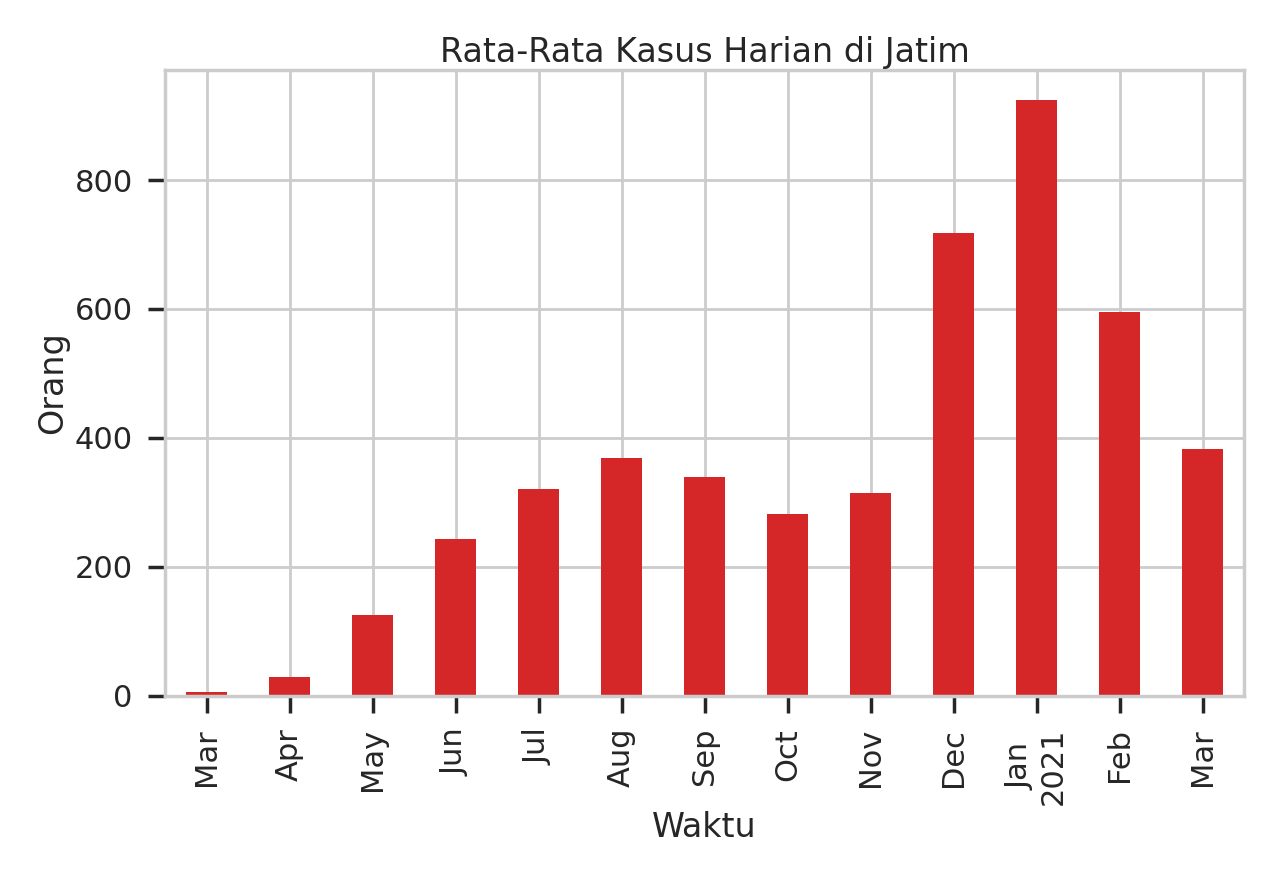 Rata-Rata Kasus Harian di Jatim
800
600
400
200
0
Orang
Mar
Apr
May
Jun
Jul
Aug
Sep
Oct
Nov
Dec
Jan
2021
Feb
Mar
Waktu